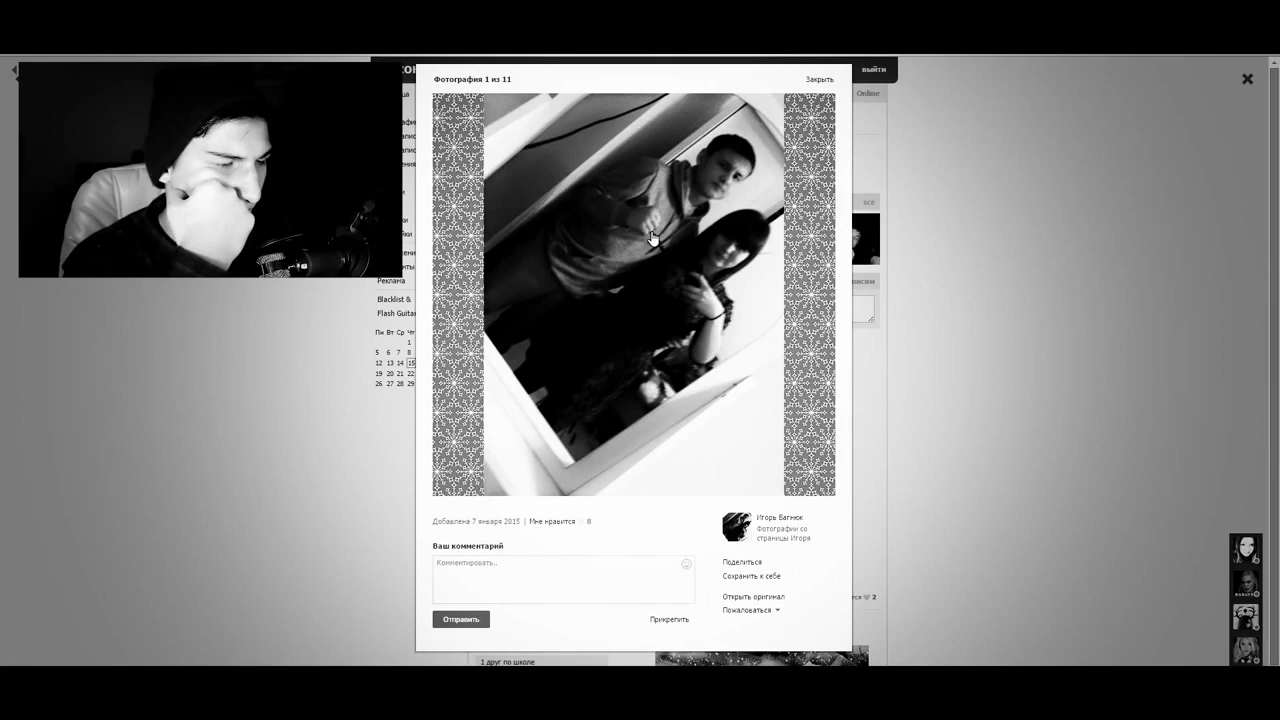 Фотография 1 из 11
Закрыть
выйти
Online
все
Реклама
Blacklist &
Flash Guitar
Пн Вт Ср Чт
1
5 6 7 8
12 13 14 15
19 20 21 22
26 27 28 29
Добавлена 7 января 2015 | Мне нравится 8
Игорь Багнюк
Фотографии со
страницы Игоря
Ваш комментарий
Комментировать..
Поделиться
Сохранить к себе
Открыть оригинал
Пожаловаться
Отправить
Прикрепить
2
1 друг по школе